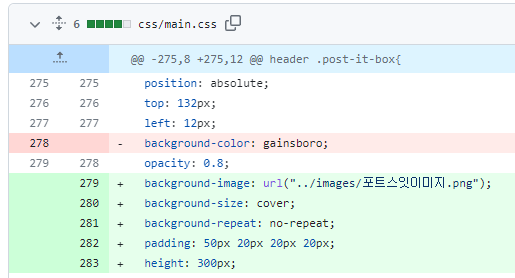 6 css/main.css
@@ -275,8 +275,12 @@ header .post-it-box{
275 275 position: absolute;
276 276 top: 132px;
277 277 left: 12px;
278 - background-color: gainsboro;
279 278 opacity: 0.8;
279 + background-image: url("../images/포트스잇이미지.png");
280 + background-size: cover;
281 + background-repeat: no-repeat;
282 + padding: 50px 20px 20px 20px;
283 + height: 300px;